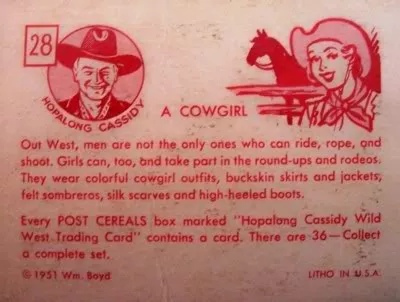 28
HOPALONG CASSIDY
A COWGIRL
Out West, men are not the only ones who can ride, rope, and
shoot. Girls can, too, and take part in the round-ups and rodeos.
They wear colorful cowgirl outfits, buckskin skirts and jackets,
felt sombreros, silk scarves and high-heeled boots.
Every POST CEREALS box marked "Hopalong Cassidy Wild
West Trading Card" contains a card. There are 36—Collect
a complete set.
© 1951 Wm. Boyd
LITHO IN U.S.A.